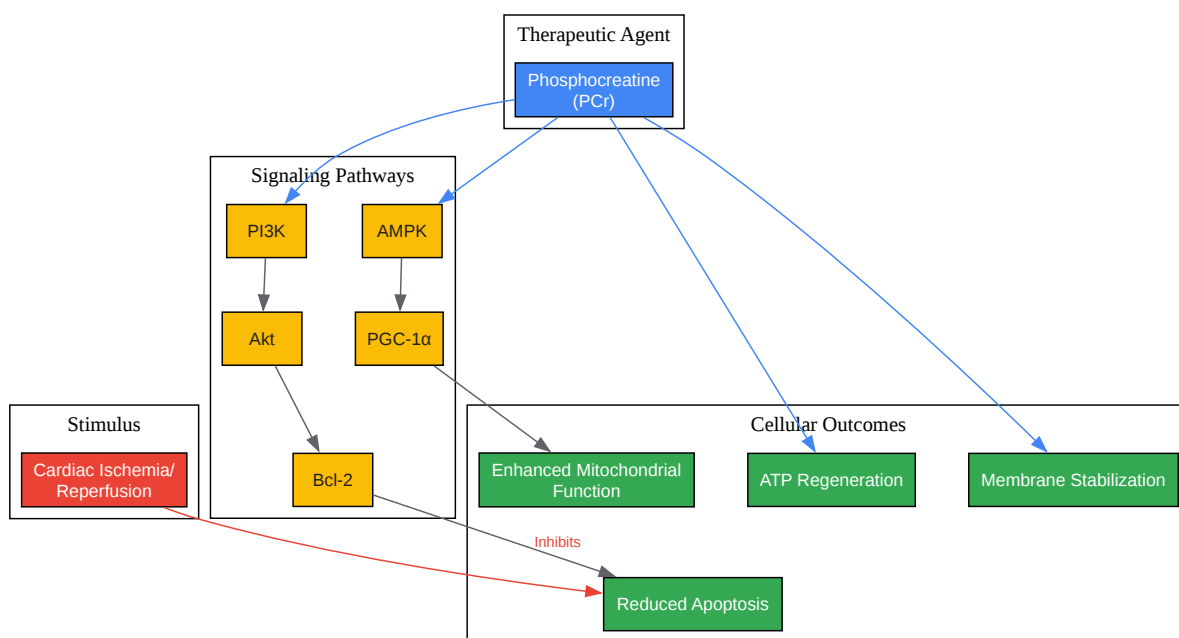 Therapeutic Agent
Phosphocreatine
(PCr)
Signaling Pathways
PI3K
AMPK
Akt
PGC-1α
Bcl-2
Stimulus
Cardiac Ischemia/
Reperfusion
Cellular Outcomes
Enhanced Mitochondrial
Function
ATP Regeneration
Membrane Stabilization
Inhibits
Reduced Apoptosis